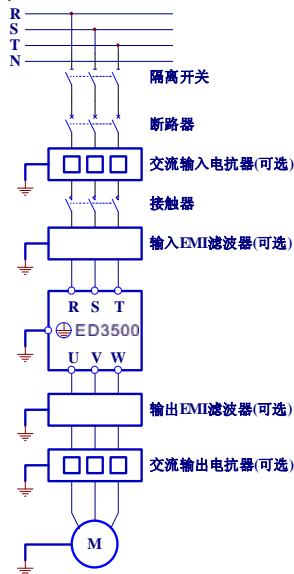 R
S
T
N
隔离开关
断路器
交流输入电抗器(可选)
接触器
输入EMI滤波器(可选)
R S T
ED3500
U V W
输出EMI滤波器(可选)
交流输出电抗器(可选)
M